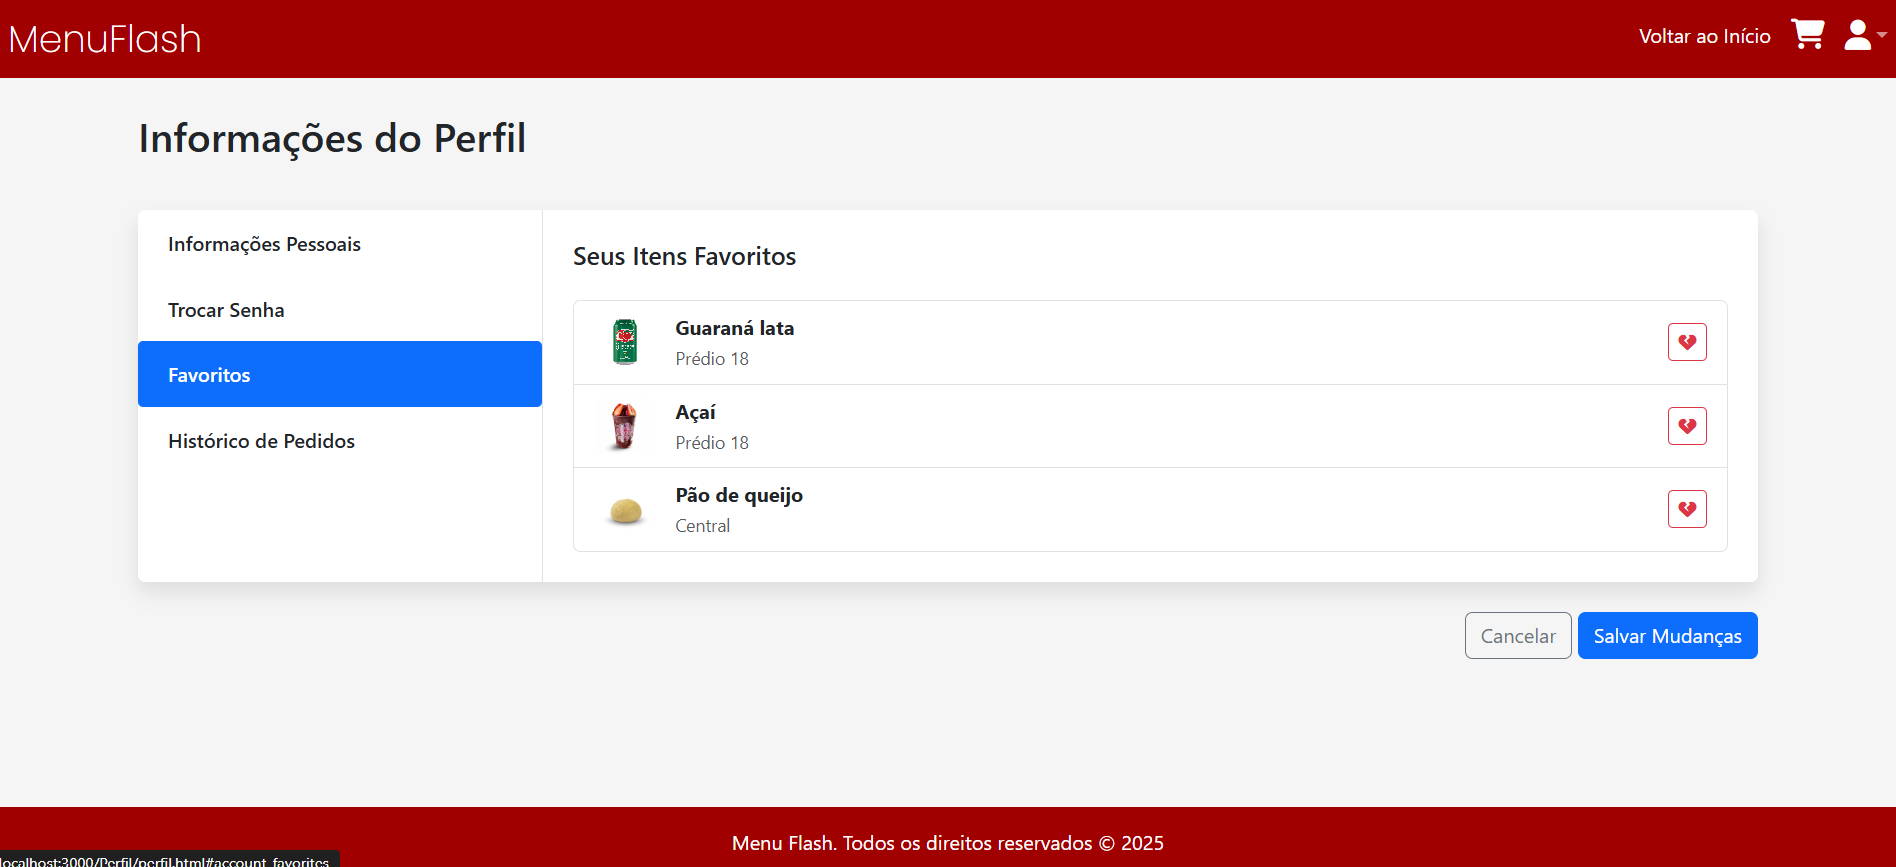 MenuFlash
Voltar ao Início
Informações do Perfil
Informações Pessoais
Trocar Senha
Favoritos
Histórico de Pedidos
Seus Itens Favoritos
Guaraná lata
Prédio 18
Açaí
Prédio 18
Pão de queijo
Central
Cancelar
Salvar Mudanças
Menu Flash. Todos os direitos reservados © 2025
localhost:3000/Perfil/perfil.html#account_favorites